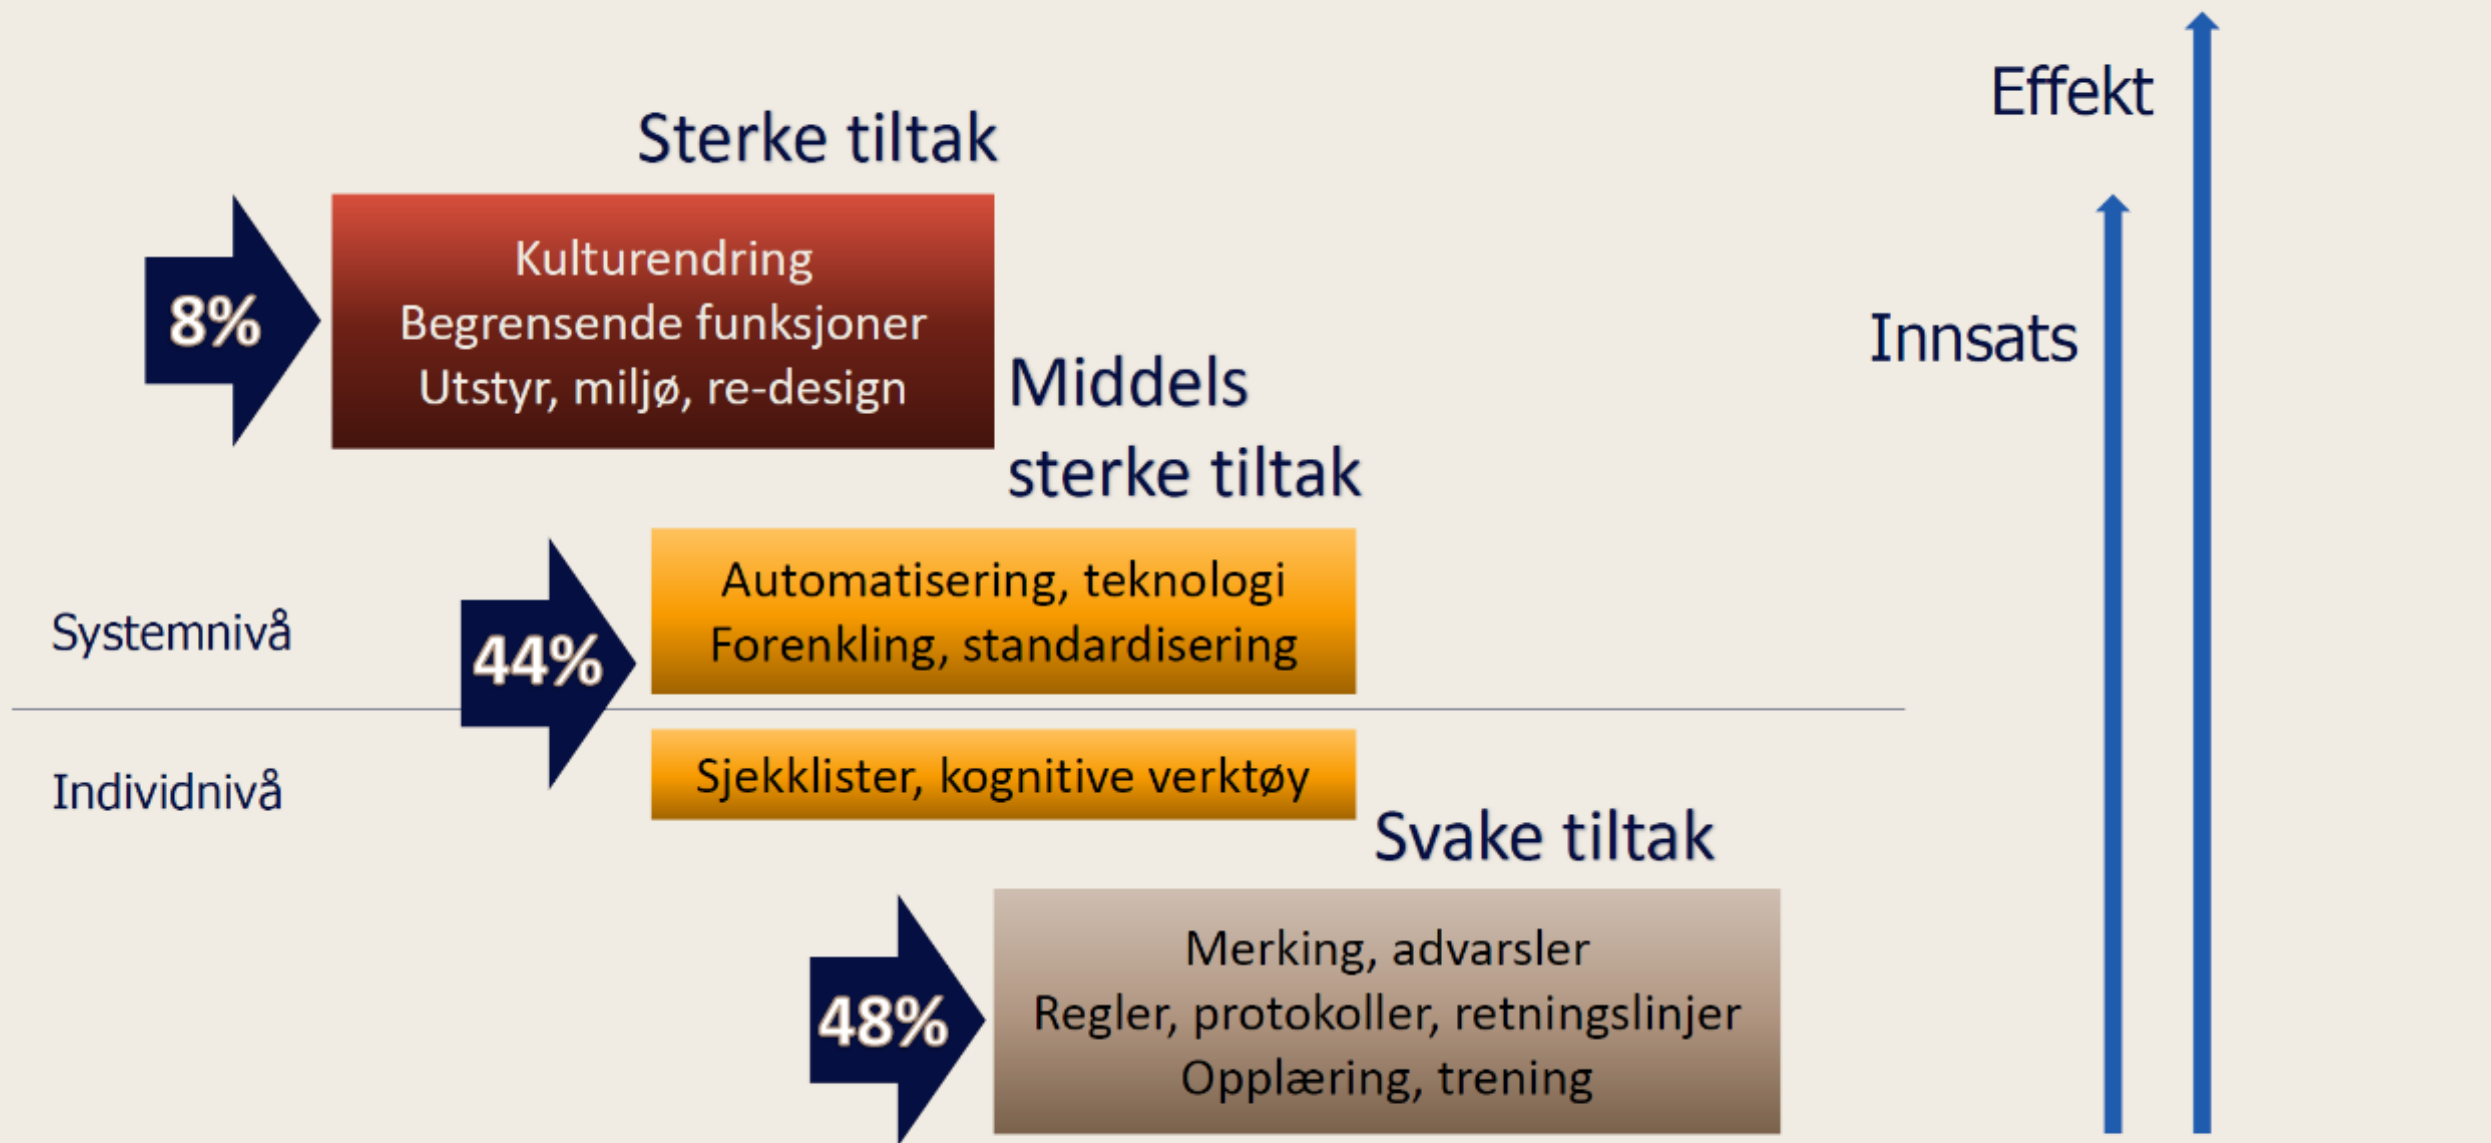 Effekt
Sterke tiltak
Kulturendring
Begrensende funksjoner
Utstyr, miljø, re-design
8%
Innsats
Middels
sterke tiltak
Automatisering, teknologi
Forenkling, standardisering
Systemnivå
44%
Individnivå
Sjekklister, kognitive verktøy
Svake tiltak
Merking, advarsler
Regler, protokoller, retningslinjer
Opplæring, trening
48%